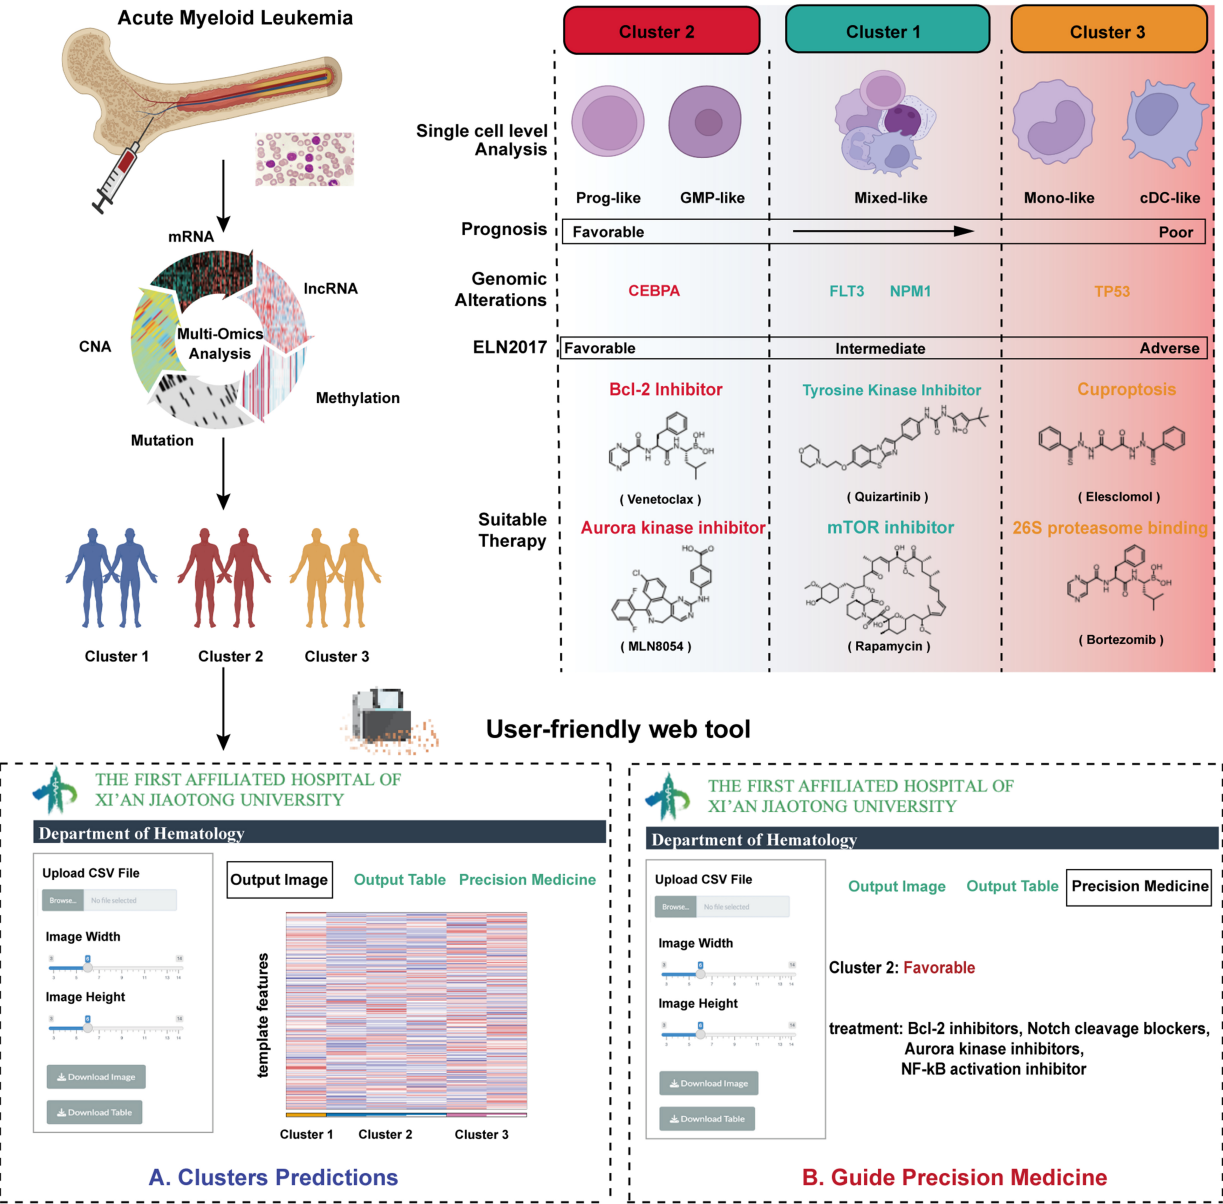 Acute Myeloid Leukemia
mRNA
lncRNA
CNA
Multi-Omics
Analysis
Methylation
Mutation
Cluster 1
Cluster 2
Cluster 3
Cluster 2
Cluster 1
Cluster 3
Single cell level
Analysis
Prog-like
GMP-like
Mixed-like
Mono-like
cDC-like
Prognosis
Favorable
Poor
Genomic
Alterations
CEBPA
FLT3
NPM1
TP53
ELN2017
Favorable
Intermediate
Adverse
Suitable
Therapy
Bcl-2 Inhibitor
Tyrosine Kinase Inhibitor
Cuproptosis
( Venetoclax )
( Quizartinib )
( Elesclomol )
Aurora kinase inhibitor
mTOR inhibitor
26S proteasome binding
( MLN8054 )
( Rapamycin )
( Bortezomib )
User-friendly web tool
THE FIRST AFFILIATED HOSPITAL OF
XI'AN JIAOTONG UNIVERSITY
Department of Hematology
Upload CSV File
Browse...
No file selected
Image Width
Image Height
Download Image
Download Table
Output Image
Output Table
Precision Medicine
template features
Cluster 1
Cluster 2
Cluster 3
A. Clusters Predictions
THE FIRST AFFILIATED HOSPITAL OF
XI'AN JIAOTONG UNIVERSITY
Department of Hematology
Upload CSV File
Browse...
No file selected
Image Width
Image Height
Download Image
Download Table
Output Image
Output Table
Precision Medicine
Cluster 2: Favorable
treatment: Bcl-2 inhibitors, Notch cleavage blockers,
Aurora kinase inhibitors,
NF-kB activation inhibitor
B. Guide Precision Medicine